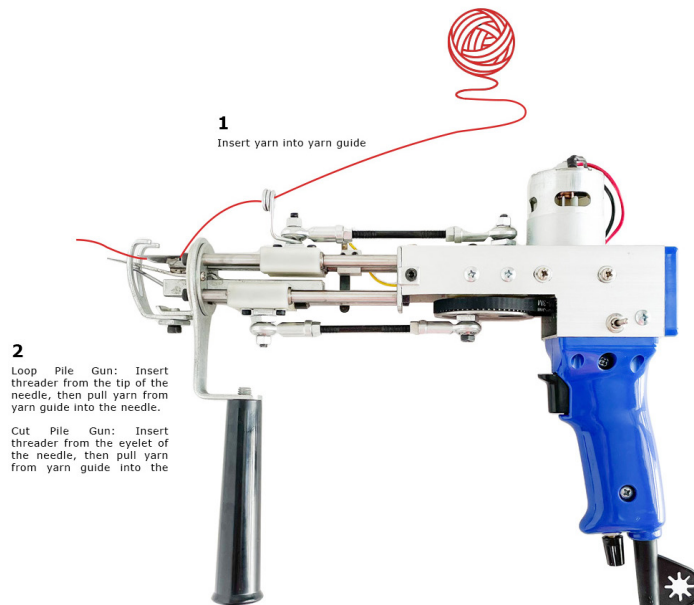 1
Insert yarn into yarn guide
2
Loop Pile Gun: Insert
threader from the tip of the
needle, then pull yarn from
yarn guide into the needle.
Cut Pile Gun: Insert
threader from the eyelet of
the needle, then pull yarn
from yarn guide into the